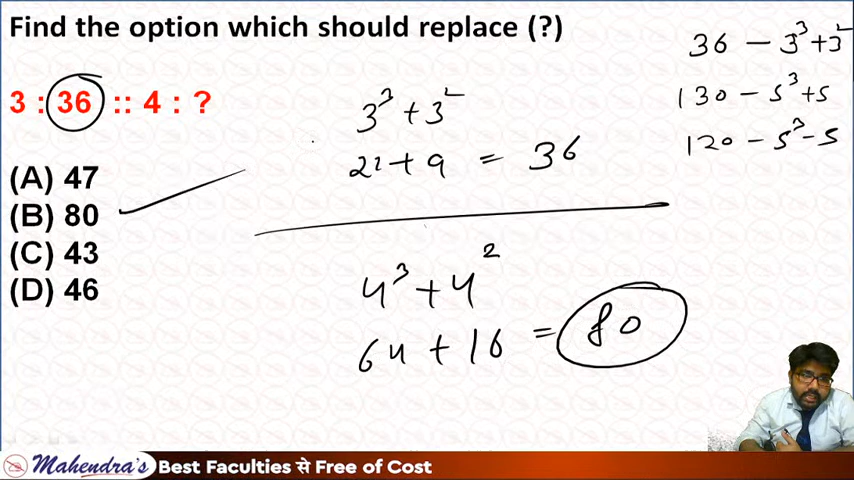 Find the option which should replace (?)
3 : 36 :: 4 : ?
(A) 47
(B) 80
(C) 43
(D) 46
3³ + 3²
27 + 9 = 36
4³ + 4²
64 + 16 = 80
36 - 3³ + 3²
130 - 5³ + 5
120 - 5³ - 5
Mahendra's Best Faculties से Free of Cost